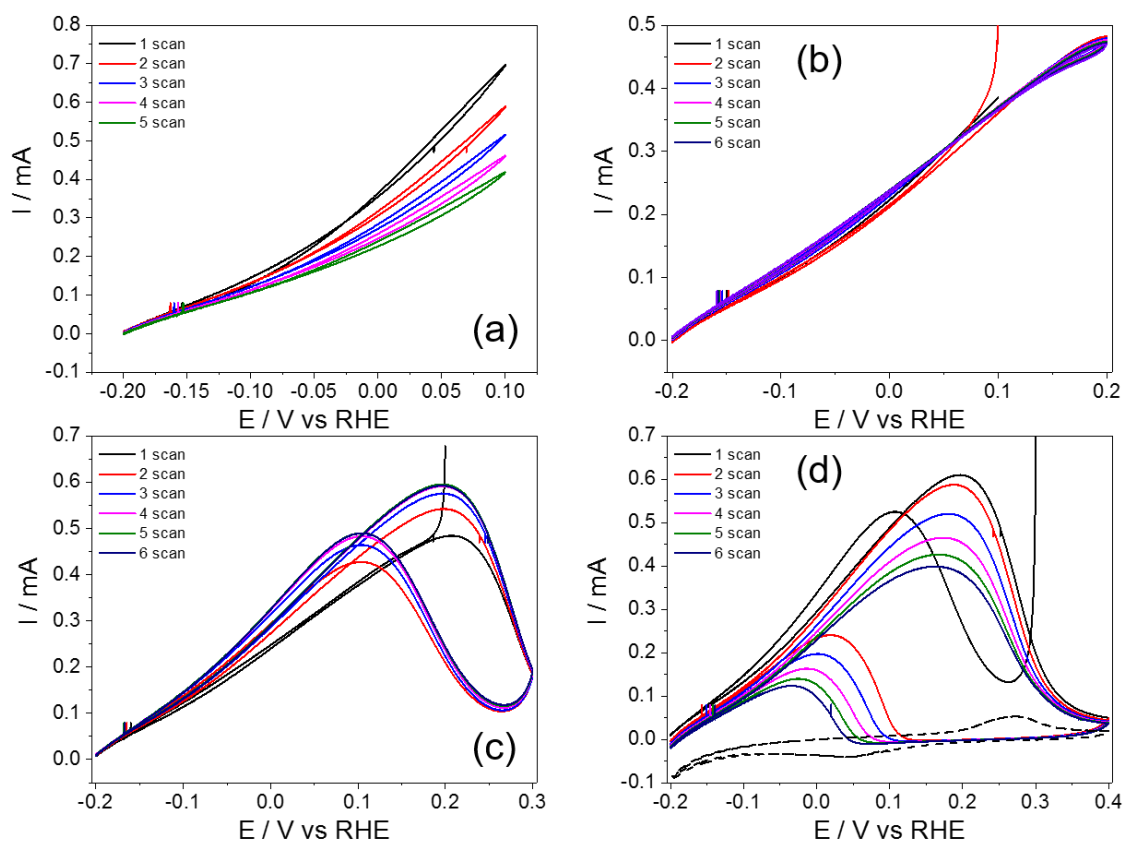 0.8
0.7
0.6
0.5
0.4
0.3
0.2
0.1
0.0
-0.1
I / mA
1 scan
2 scan
3 scan
4 scan
5 scan
(a)
-0.20 -0.15 -0.10 -0.05 0.00 0.05 0.10
E / V vs RHE
0.5
0.4
0.3
0.2
0.1
0.0
I / mA
1 scan
2 scan
3 scan
4 scan
5 scan
6 scan
(b)
-0.2 -0.1 0.0 0.1 0.2
E / V vs RHE
0.7
0.6
0.5
0.4
0.3
0.2
0.1
0.0
I / mA
1 scan
2 scan
3 scan
4 scan
5 scan
6 scan
(c)
-0.2 -0.1 0.0 0.1 0.2 0.3
E / V vs RHE
0.7
0.6
0.5
0.4
0.3
0.2
0.1
0.0
-0.1
I / mA
1 scan
2 scan
3 scan
4 scan
5 scan
6 scan
(d)
-0.2 -0.1 0.0 0.1 0.2 0.3 0.4
E / V vs RHE